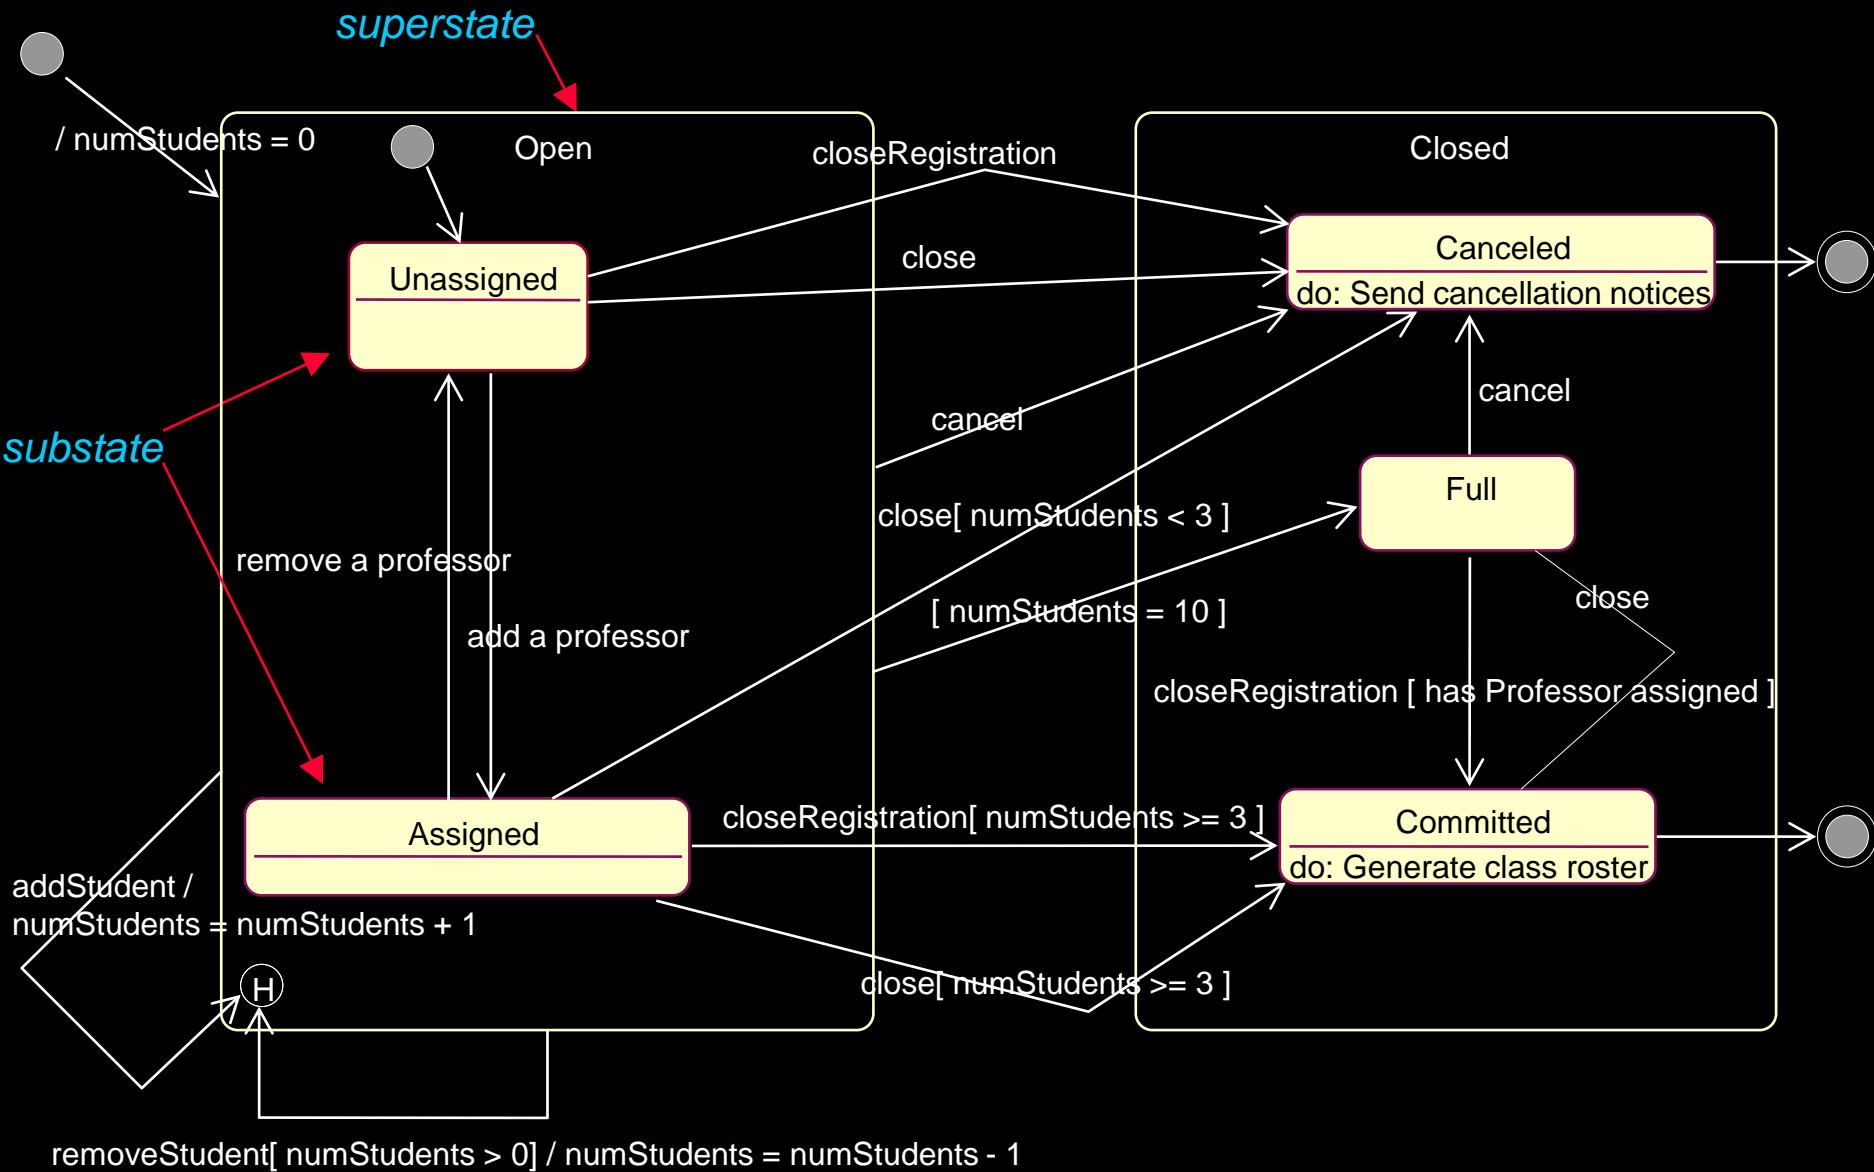 superstate
/ numStudents = 0
Open
closeRegistration
Closed
Unassigned
close
Canceled
do: Send cancellation notices
cancel
cancel
substate
Full
close[ numStudents < 3 ]
remove a professor
close
[ numStudents = 10 ]
add a professor
closeRegistration [ has Professor assigned ]
Assigned
closeRegistration[ numStudents >= 3 ]
Committed
do: Generate class roster
addStudent /
numStudents = numStudents + 1
H
close[ numStudents >= 3 ]
removeStudent[ numStudents > 0] / numStudents = numStudents - 1